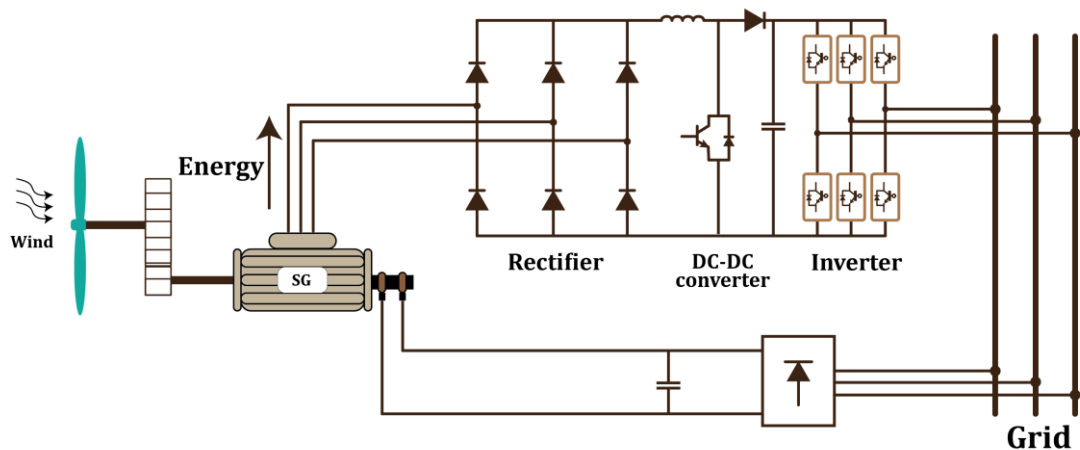 Energy
Wind
SG
Rectifier
DC-DC
converter
Inverter
Grid